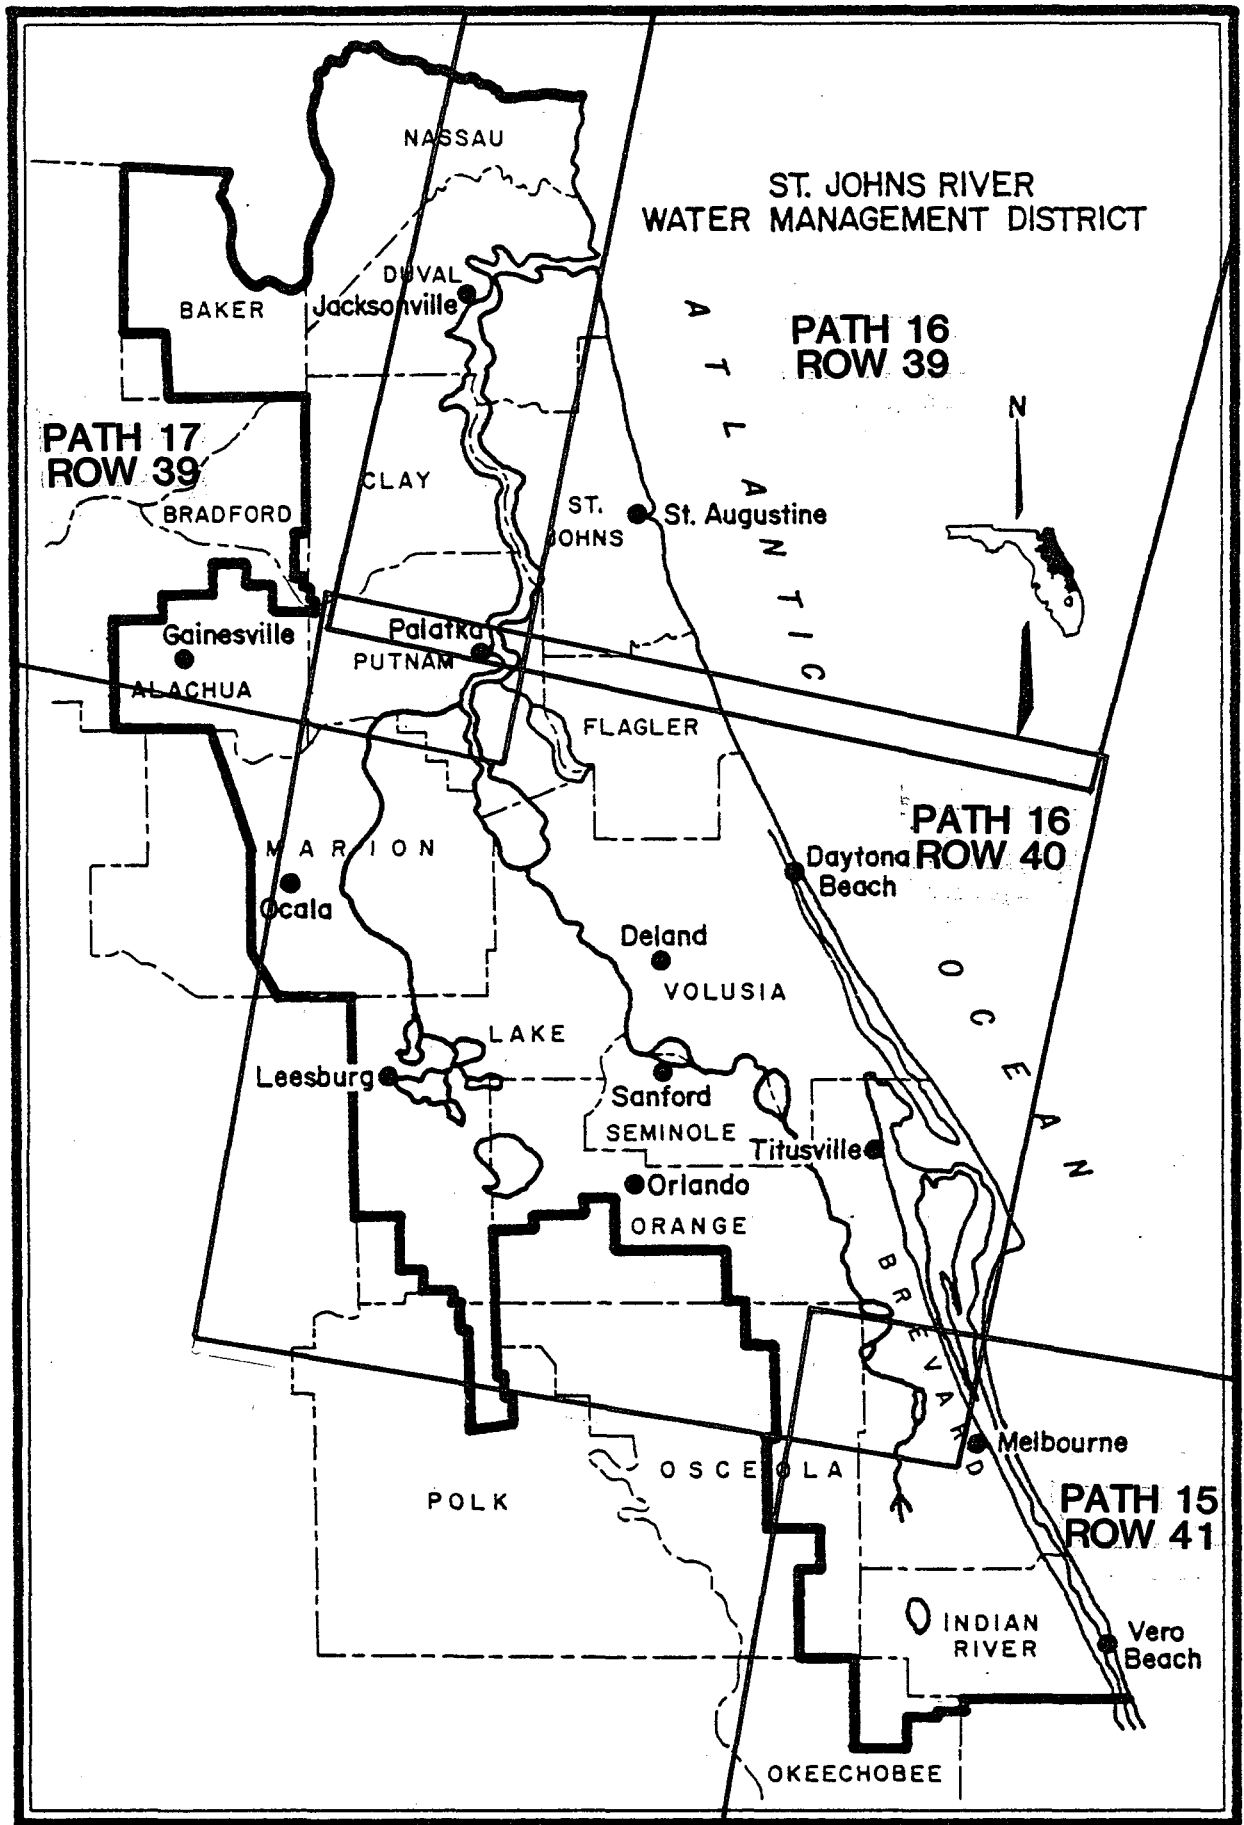 NASSAU
ST. JOHNS RIVER
WATER MANAGEMENT DISTRICT
DUVAL
Jacksonville
BAKER
ATLANTIC
PATH 16
ROW 39
N
PATH 17
ROW 39
CLAY
BRADFORD
ST.
JOHNS
St. Augustine
Gainesville
Palatka
PUTNAM
ALACHUA
FLAGLER
PATH 16
ROW 40
MARION
Daytona
Beach
Ocala
Deland
VOLUSIA
OCEAN
LAKE
Leesburg
Sanford
SEMINOLE
Titusville
Orlando
ORANGE
BREVARD
Melbourne
OSCEOLA
POLK
PATH 15
ROW 41
INDIAN
RIVER
Vero
Beach
OKEECHOBEE